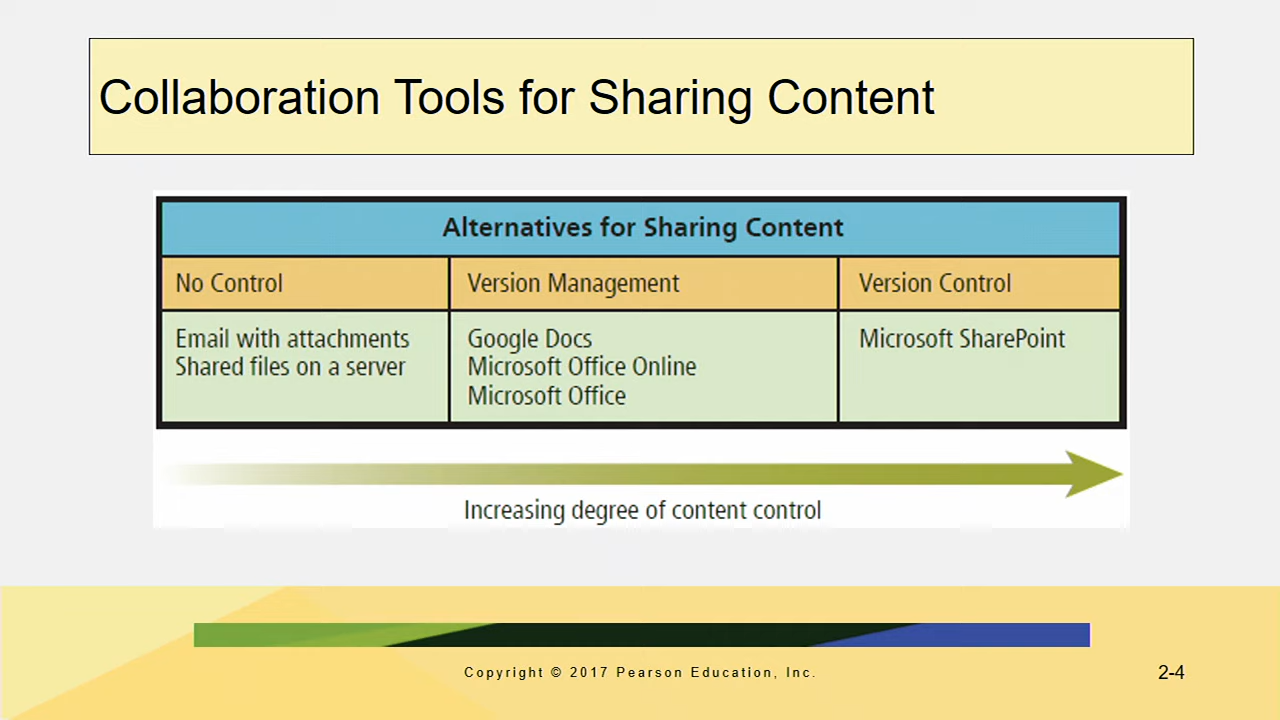 Collaboration Tools for Sharing Content
Alternatives for Sharing Content
No Control
Version Management
Version Control
Email with attachments
Shared files on a server
Google Docs
Microsoft Office Online
Microsoft Office
Microsoft SharePoint
Increasing degree of content control
Copyright © 2017 Pearson Education, Inc.
2-4